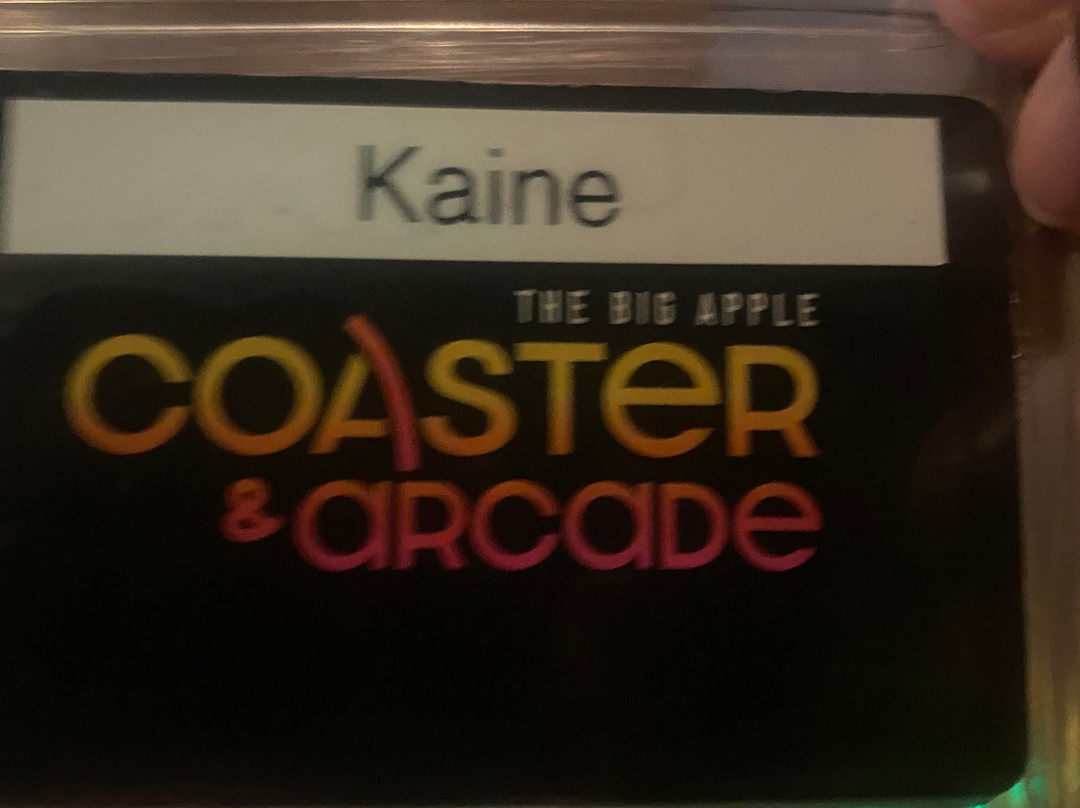 Kaine
THE BIG APPLE
COASTER
& ARCADE